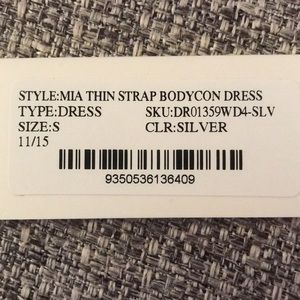 STYLE:MIA THIN STRAP BODYCON DRESS
TYPE:DRESS SKU:DR01359WD4-SLV
SIZE:S CLR:SILVER
11/15
9350536136409